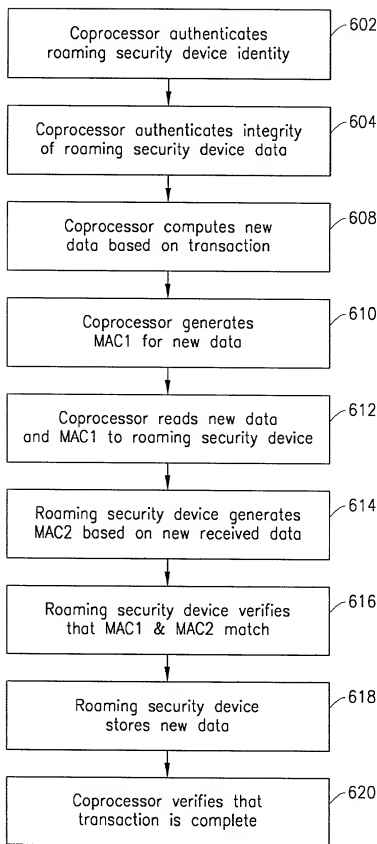 Coprocessor authenticates
roaming security device identity
602
Coprocessor authenticates integrity
of roaming security device data
604
Coprocessor computes new
data based on transaction
608
Coprocessor generates
MAC1 for new data
610
Coprocessor reads new data
and MAC1 to roaming security device
612
Roaming security device generates
MAC2 based on new received data
614
Roaming security device verifies
that MAC1 & MAC2 match
616
Roaming security device
stores new data
618
Coprocessor verifies that
transaction is complete
620